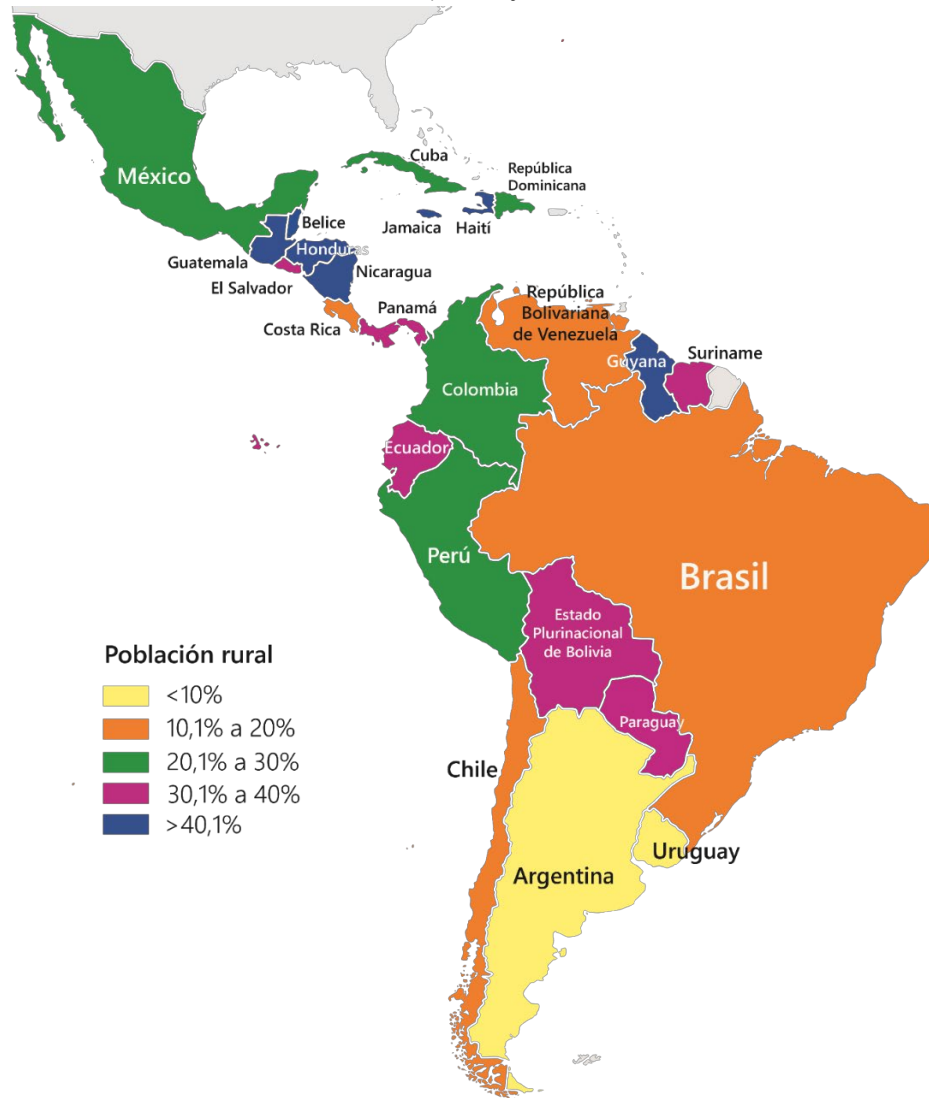 Cuba
República
Dominicana
México
Belice
Jamaica
Haití
Honduras
Guatemala
Nicaragua
El Salvador
República
Bolivariana
de Venezuela
Panamá
Costa Rica
Suriname
Guyana
Colombia
Ecuador
Perú
Brasil
Estado
Plurinacional
de Bolivia
Población rural
<10%
10,1% a 20%
20,1% a 30%
30,1% a 40%
>40,1%
Paraguay
Chile
Uruguay
Argentina